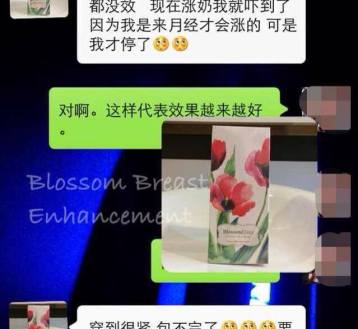 都没效 现在涨奶我就吓到了
因为我是来月经才会涨的 可是
我才停了
对啊。这样代表效果越来越好
。
Blossom Breast
Enhancement
穿到很紧 包不完了